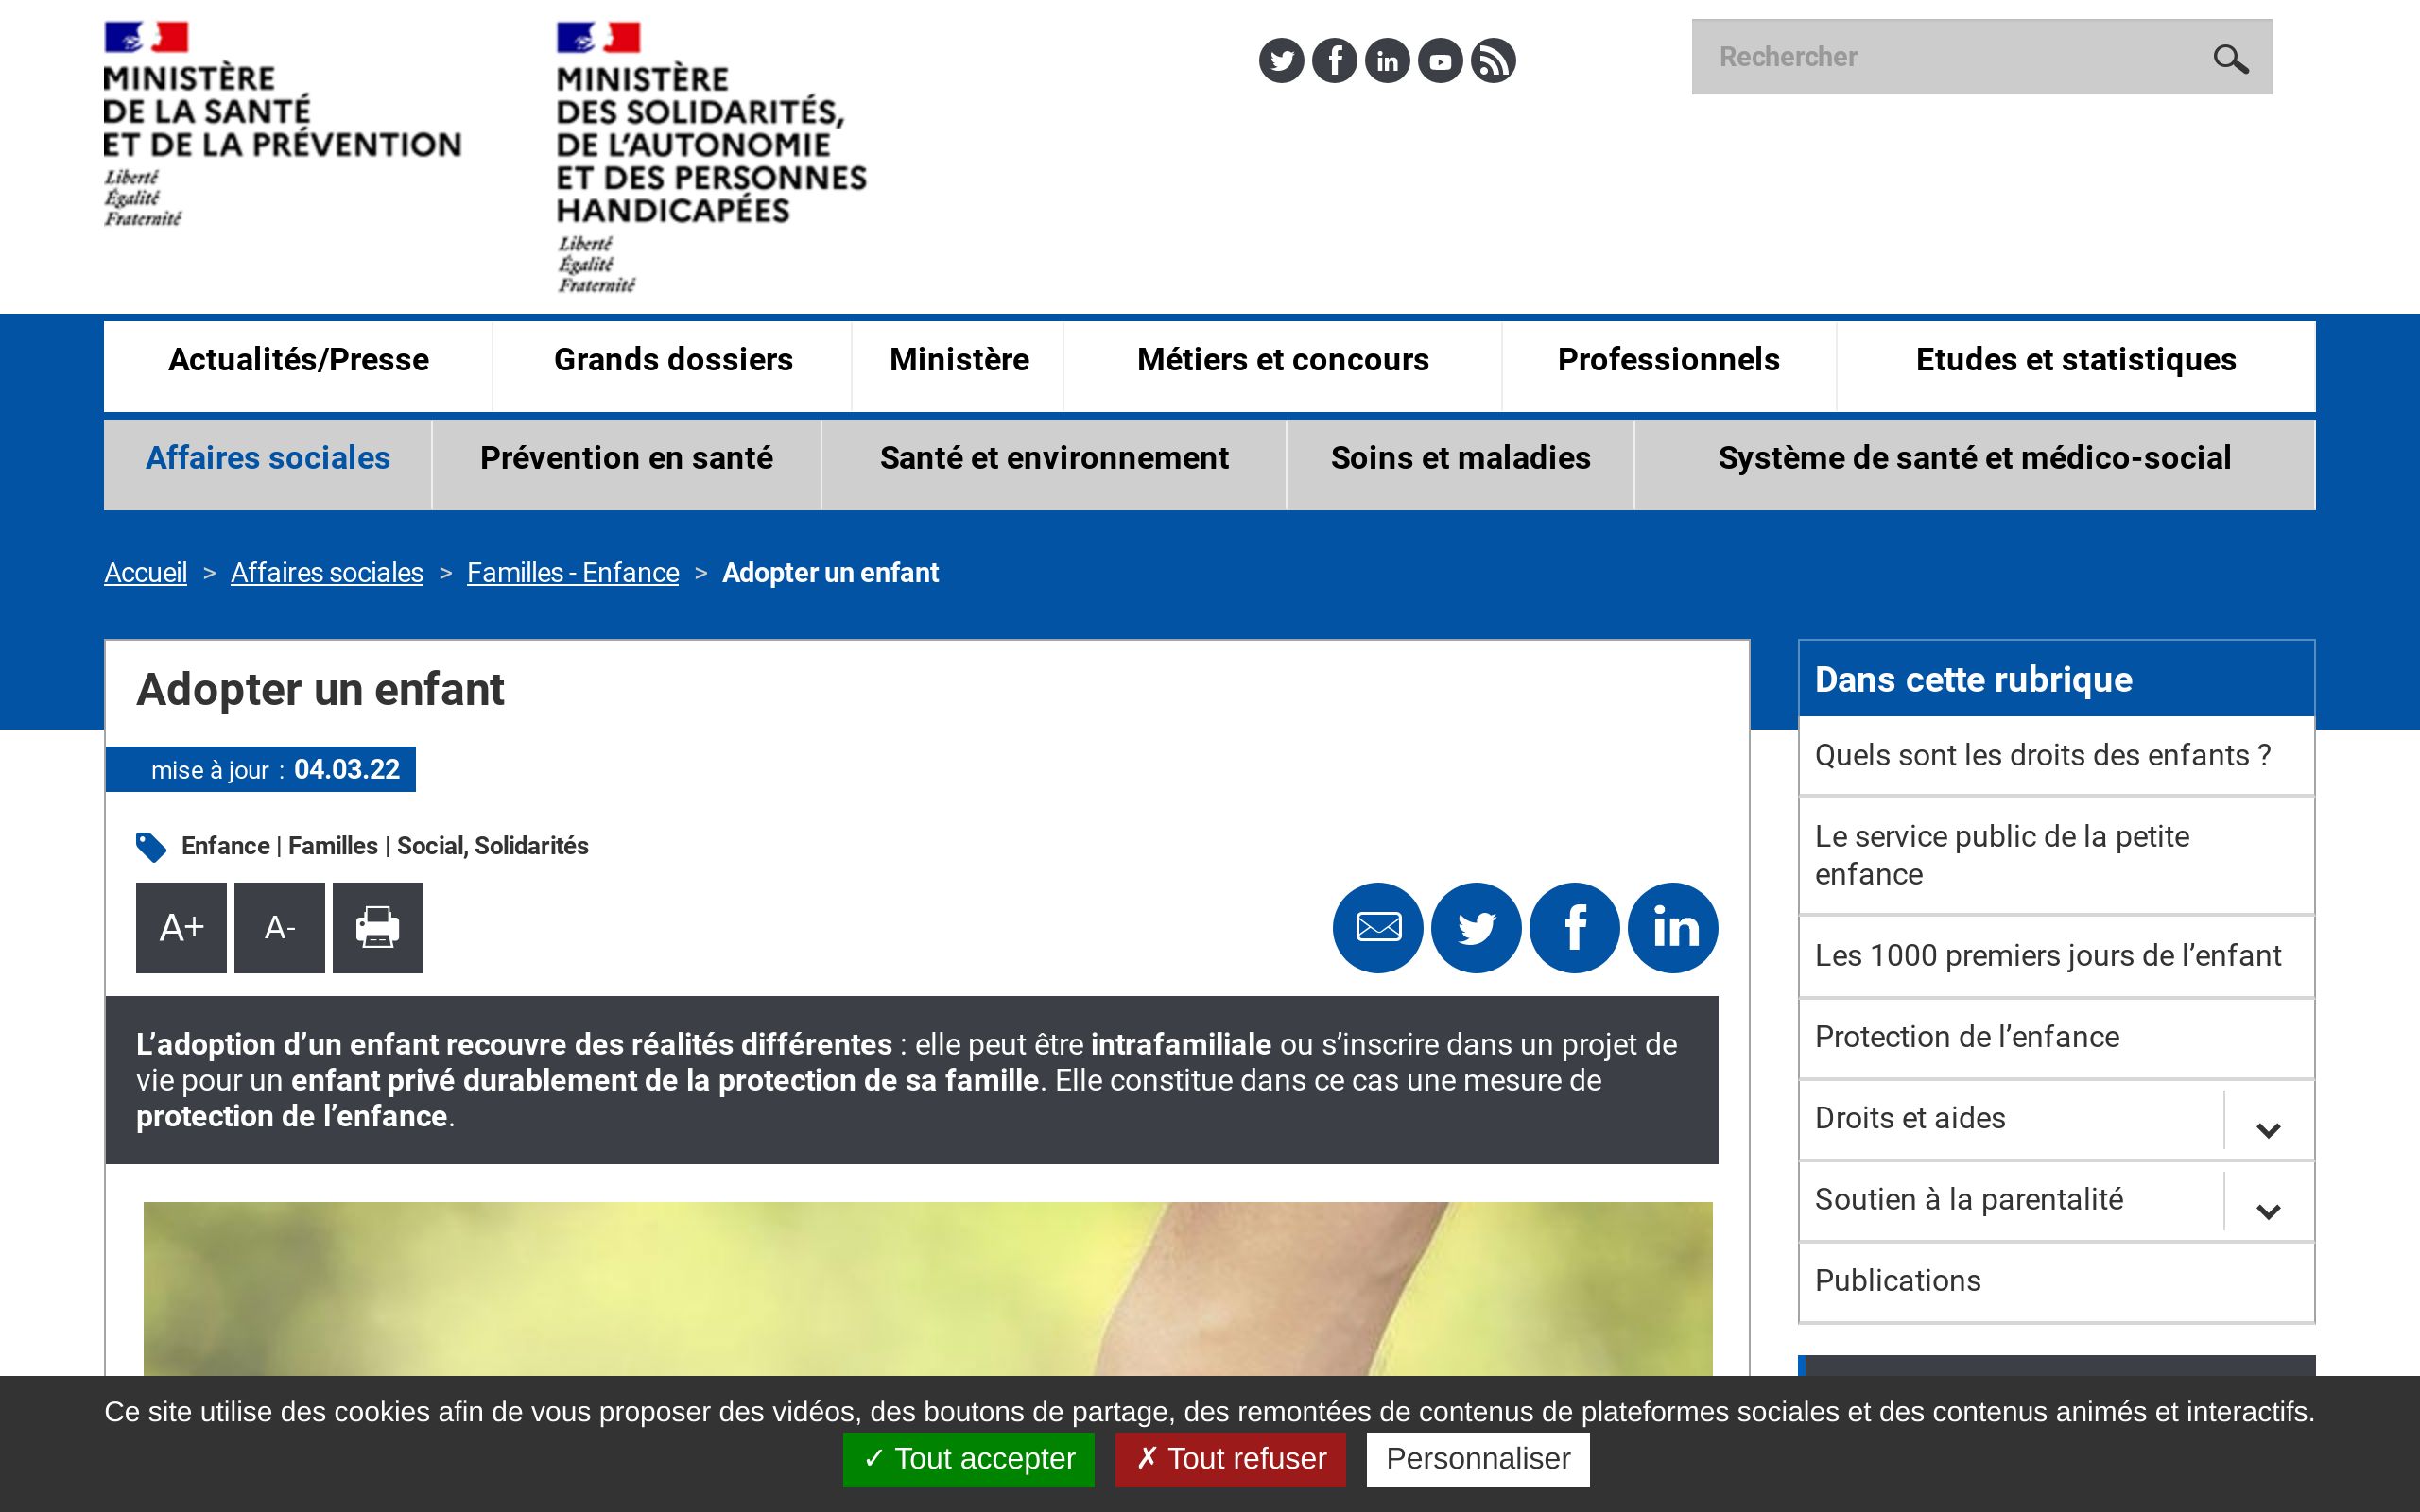 MINISTÈRE
DE LA SANTÉ
ET DE LA PRÉVENTION
Liberté
Égalité
Fraternité
MINISTÈRE
DES SOLIDARITÉS,
DE L'AUTONOMIE
ET DES PERSONNES
HANDICAPÉES
Liberté
Égalité
Fraternité
Rechercher
Actualités/Presse Grands dossiers Ministère Métiers et concours Professionnels Etudes et statistiques
Affaires sociales Prévention en santé Santé et environnement Soins et maladies Système de santé et médico-social
Accueil > Affaires sociales > Familles - Enfance > Adopter un enfant
Adopter un enfant
mise à jour : 04.03.22
Enfance | Familles | Social, Solidarités
A+ A-
L’adoption d’un enfant recouvre des réalités différentes : elle peut être intrafamiliale ou s’inscrire dans un projet de
vie pour un enfant privé durablement de la protection de sa famille. Elle constitue dans ce cas une mesure de
protection de l’enfance.
Dans cette rubrique
Quels sont les droits des enfants ?
Le service public de la petite
enfance
Les 1000 premiers jours de l’enfant
Protection de l’enfance
Droits et aides
Soutien à la parentalité
Publications
Ce site utilise des cookies afin de vous proposer des vidéos, des boutons de partage, des remontées de contenus de plateformes sociales et des contenus animés et interactifs.
✓ Tout accepter ✗ Tout refuser Personnaliser